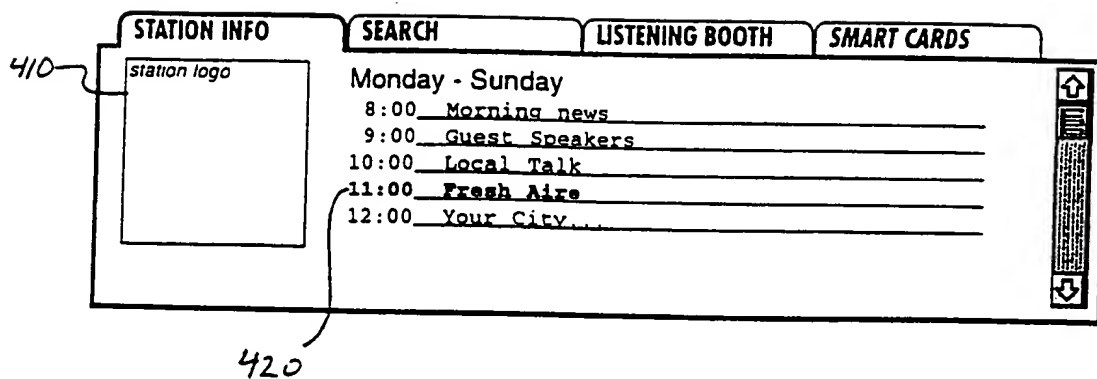 STATION INFO SEARCH LISTENING BOOTH SMART CARDS
410
station logo
Monday - Sunday
8:00 Morning news
9:00 Guest Speakers
10:00 Local Talk
11:00 Fresh Aire
12:00 Your City...
420